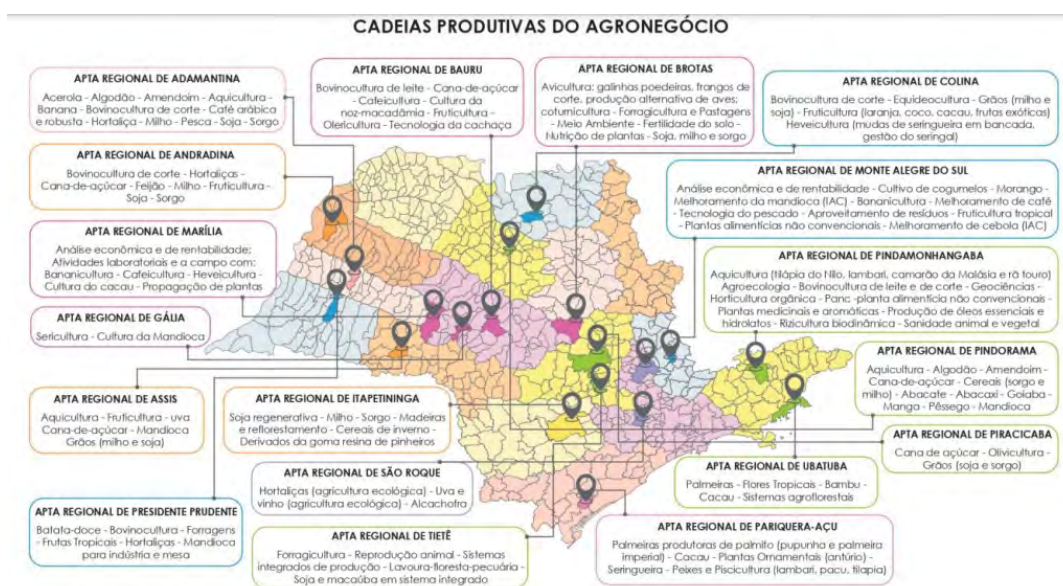 CADEIAS PRODUTIVAS DO AGRONEGÓCIO
APTA REGIONAL DE ADAMANTINA
Acerola - Algodão - Amendoim - Aquicultura -
Banana - Bovinocultura de corte - Café arábica
e robusta - Hortaliça - Milho - Pesca - Soja - Sorgo
APTA REGIONAL DE BAURU
Bovinocultura de leite - Cana-de-açúcar
- Cafeicultura - Cultura da
noz-macadâmia - Fruticultura -
Olericultura - Tecnologia da cachaça
APTA REGIONAL DE BROTAS
Avicultura: galinhas poedeiras, frangos de
corte, produção alternativa de aves;
coturnicultura - Forragicultura e Pastagens
- Meio Ambiente - Fertilidade do solo -
Nutrição de plantas - Soja, milho e sorgo
APTA REGIONAL DE COLINA
Bovinocultura de corte - Equideocultura - Grãos (milho e
soja) - Fruticultura (laranja, coco, cacau, frutas exóticas)
Heveicultura (mudas de seringueira em bancada,
gestão do seringal)
APTA REGIONAL DE ANDRADINA
Bovinocultura de corte - Hortaliças -
Cana-de-açúcar - Feijão - Milho - Fruticultura -
Soja - Sorgo
APTA REGIONAL DE MONTE ALEGRE DO SUL
Análise econômica e de rentabilidade - Cultivo de cogumelos - Morango -
Melhoramento da mandioca (IAC) - Bananicultura - Melhoramento de café
- Tecnologia do pescado - Aproveitamento de resíduos - Fruticultura tropical
- Plantas alimentícias não convencionais - Melhoramento de cebola (IAC)
APTA REGIONAL DE MARÍLIA
Análise econômica e de rentabilidade;
Atividades laboratoriais e a campo com:
Bananicultura - Cafeicultura - Heveicultura -
Cultura do cacau - Propagação de plantas
APTA REGIONAL DE PINDAMONHANGABA
Aquicultura (tilápia do Nilo, lambari, camarão da Malásia e rã touro)
Agroecologia - Bovinocultura de leite e de corte - Geociências -
Horticultura orgânica - Panc -planta alimentícia não convencionais -
Plantas medicinais e aromáticas - Produção de óleos essenciais e
hidrolatos - Rizicultura biodinâmica - Sanidade animal e vegetal
APTA REGIONAL DE GÁLIA
Sericultura - Cultura da Mandioca
APTA REGIONAL DE PINDORAMA
Aquicultura - Algodão - Amendoim -
Cana-de-açúcar - Cereais (sorgo e
milho) - Abacate - Abacaxi - Goiaba -
Manga - Pêssego - Mandioca
APTA REGIONAL DE ASSIS
Aquicultura - Fruticultura - uva
Cana-de-açúcar - Mandioca
Grãos (milho e soja)
APTA REGIONAL DE ITAPETININGA
Soja regenerativa - Milho - Sorgo - Madeiras
e reflorestamento - Cereais de inverno -
Derivados da goma resina de pinheiros
APTA REGIONAL DE PIRACICABA
Cana de açúcar - Olivicultura -
Grãos (soja e sorgo)
APTA REGIONAL DE SÃO ROQUE
Hortaliças (agricultura ecológica) - Uva e
vinho (agricultura ecológica) - Alcachofra
APTA REGIONAL DE UBATUBA
Palmeiras - Flores Tropicais - Bambu -
Cacau - Sistemas agroflorestais
APTA REGIONAL DE PRESIDENTE PRUDENTE
Batata-doce - Bovinocultura - Forragens
- Frutas Tropicais - Hortaliças - Mandioca
para indústria e mesa
APTA REGIONAL DE TIETÊ
Forragicultura - Reprodução animal - Sistemas
integrados de produção - Lavoura-floresta-pecuária -
Soja e macaúba em sistema integrado
APTA REGIONAL DE PARIQUERA-AÇU
Palmeiras produtoras de palmito (pupunha e palmeira
imperial) - Cacau - Plantas Ornamentais (antúrio) -
Seringueira - Peixes e Piscicultura (lambari, pacu, tilapia)